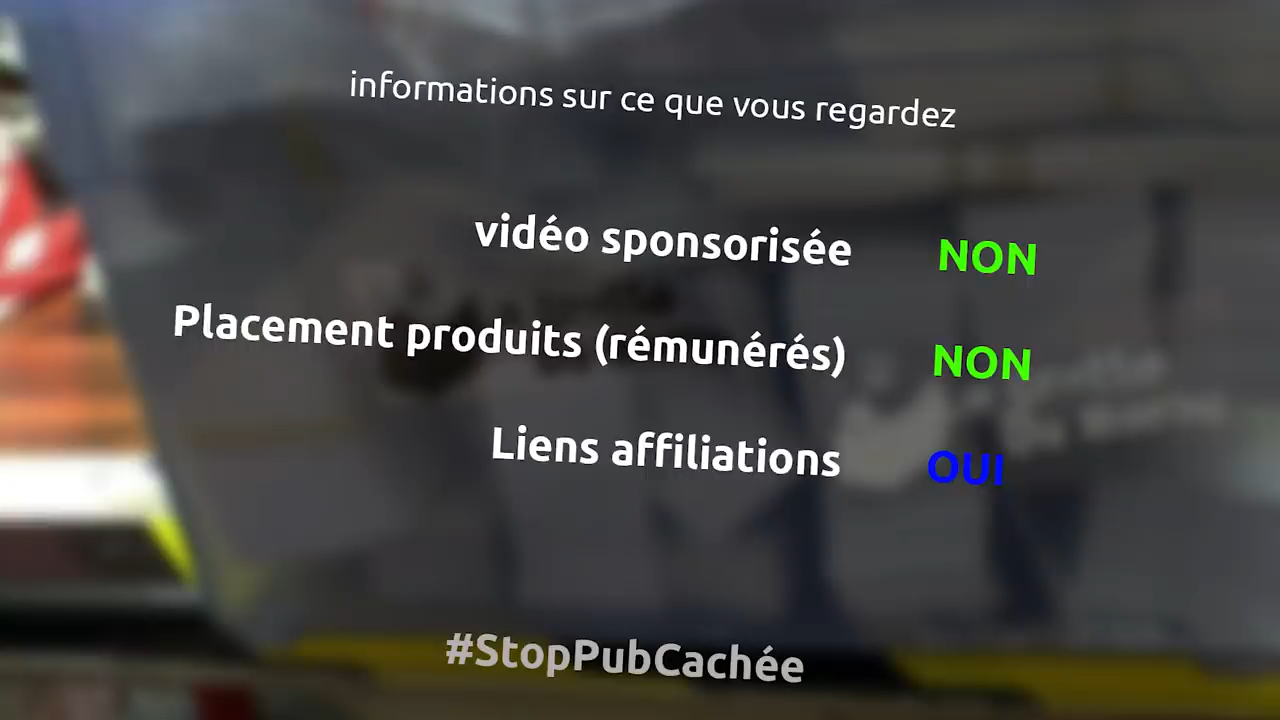 informations sur ce que vous regardez
vidéo sponsorisée NON
Placement produits (rémunérés) NON
Liens affiliations OUI
#StopPubCachée